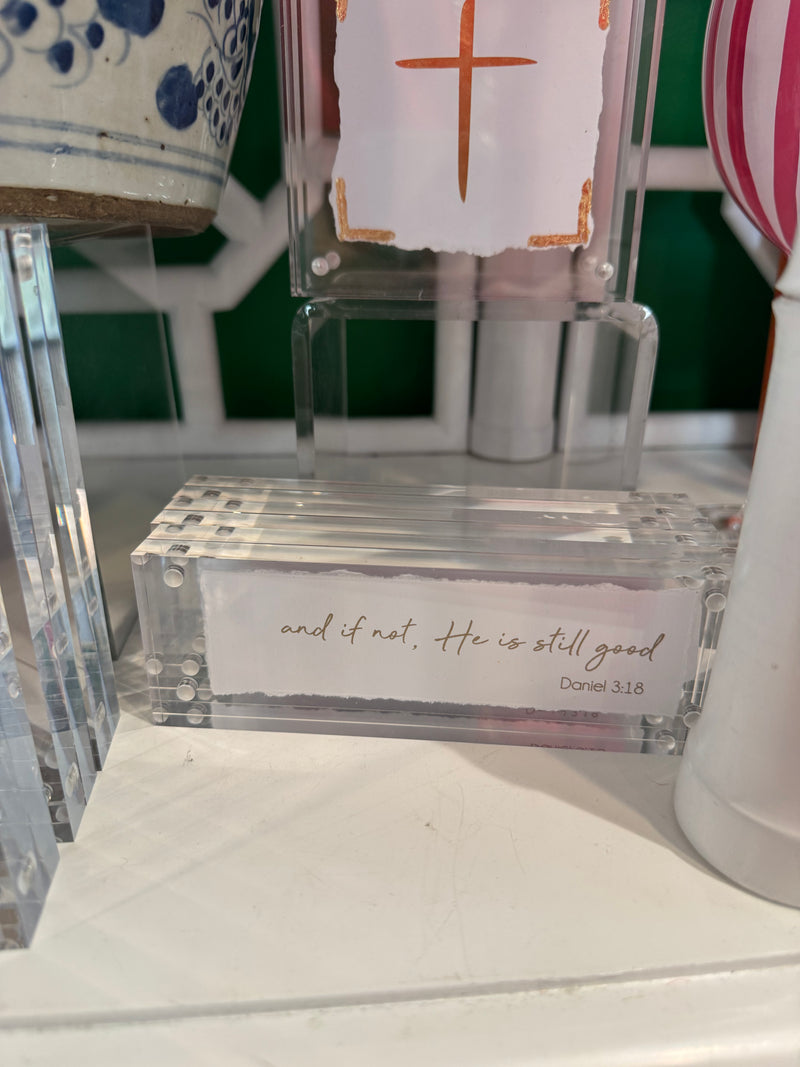 and if not, He is still good
Daniel 3:18